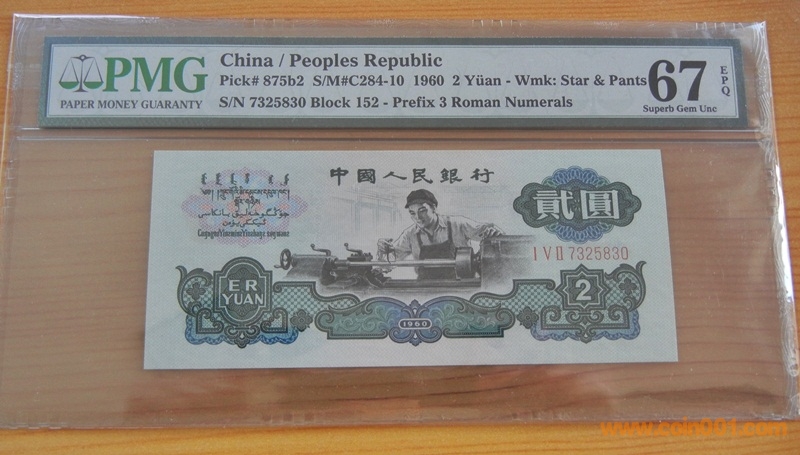 PMG
PAPER MONEY GUARANTY
China / Peoples Republic
Pick# 875b2 S/M#C284-10 1960 2 Yüan - Wmk: Star & Pants
S/N 7325830 Block 152 - Prefix 3 Roman Numerals
67
EPQ
Superb Gem Unc
中國人民銀行
貳圓
I V II 7325830
ER
YUAN
1960
2
www.coin001.com